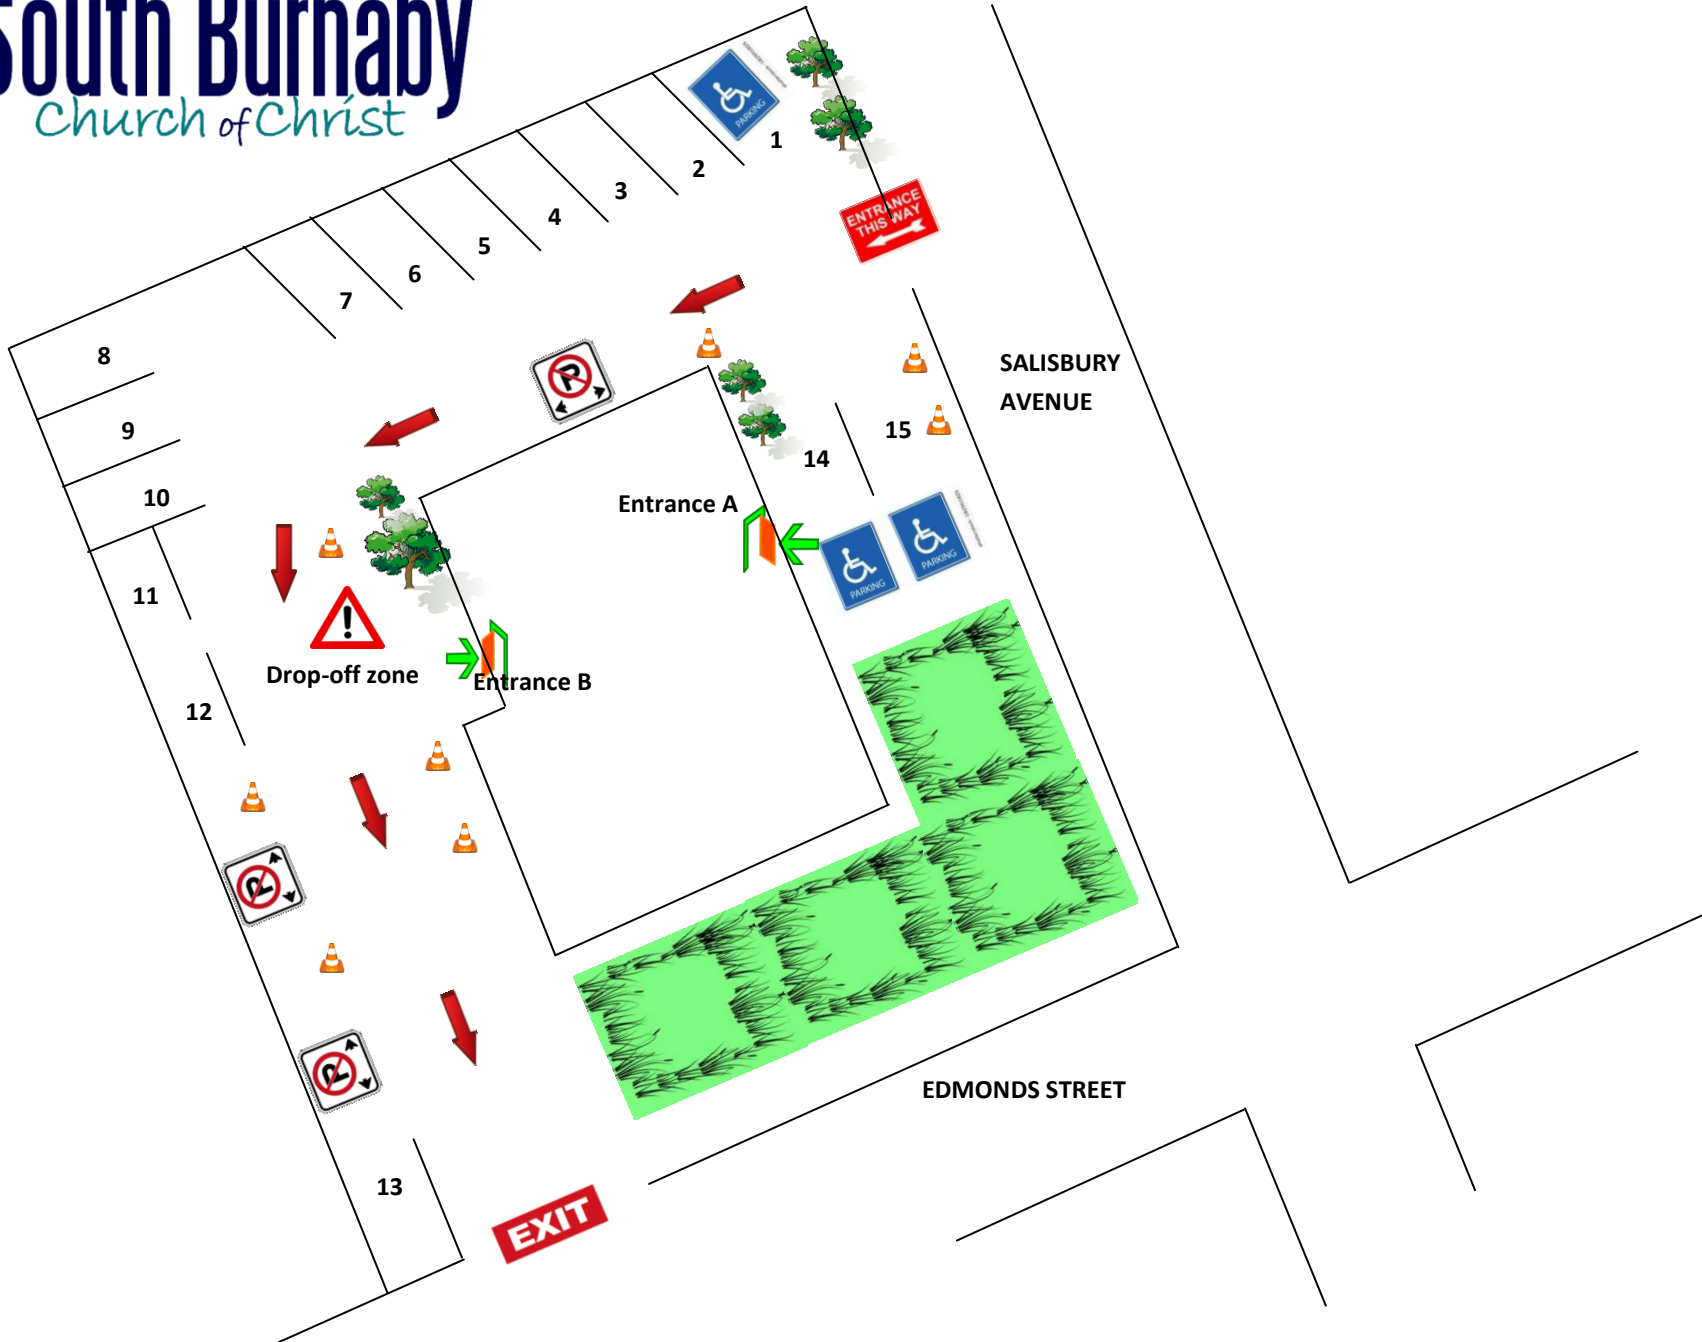 South Burnaby
Church of Christ
PARKING
1
2
3
4
5
6
7
8
9
10
11
12
13
14
15
ENTRANCE
THIS WAY
P
SALISBURY
AVENUE
Entrance A
PARKING
PARKING
Drop-off zone
Entrance B
P
P
EDMONDS STREET
EXIT